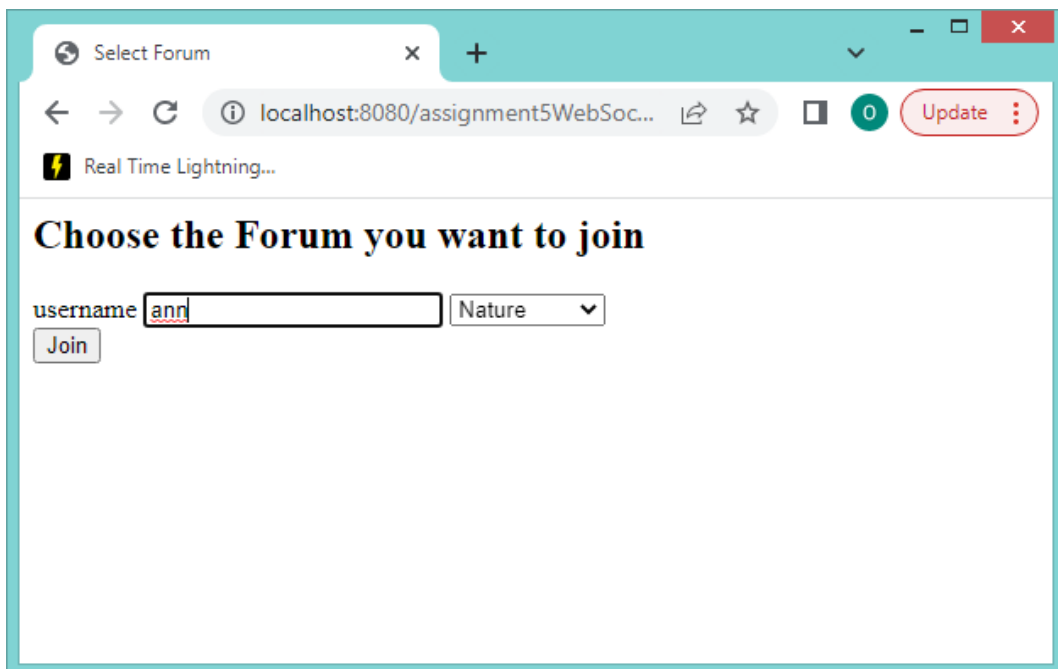 Select Forum
localhost:8080/assignment5WebSoc...
O
Update
Real Time Lightning...
Choose the Forum you want to join
username ann Nature
Join